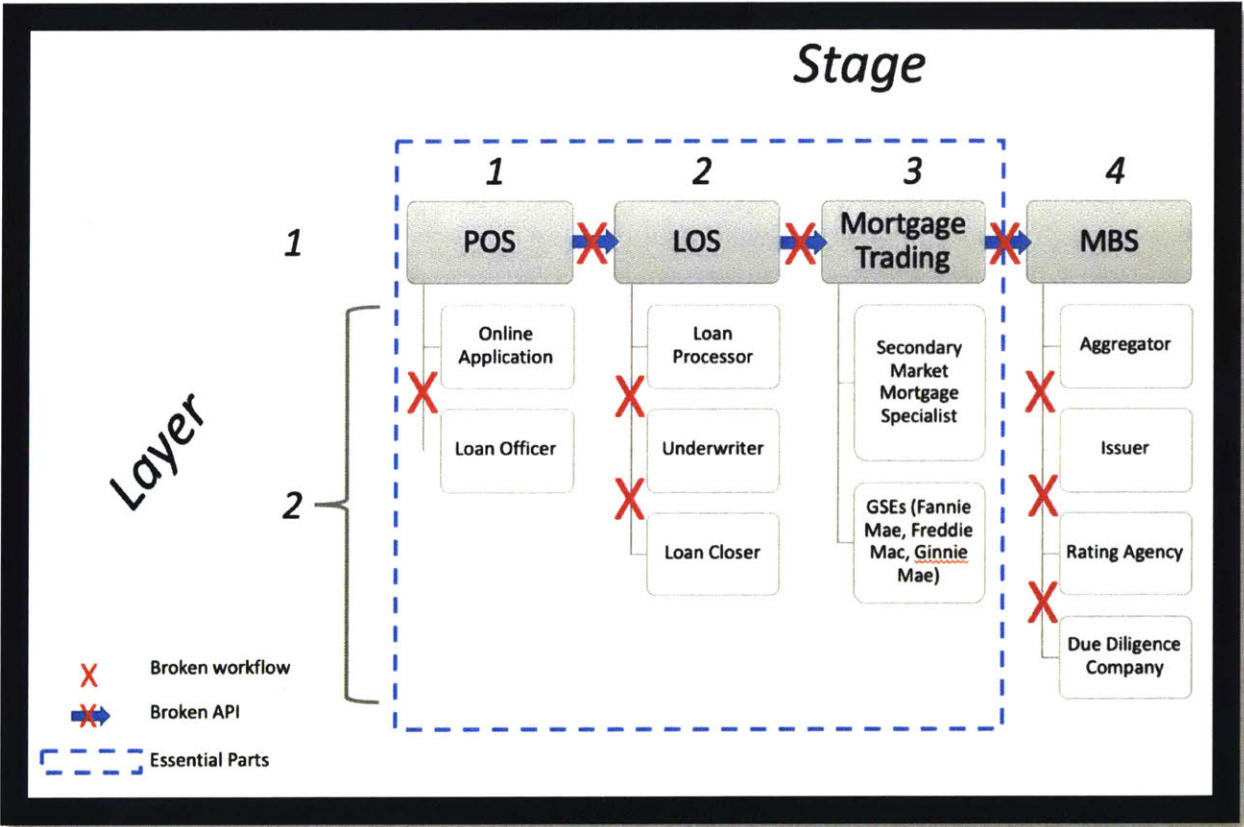 Stage
1
2
3
4
1
POS
LOS
Mortgage
Trading
MBS
Layer
2
Online
Application
Loan Officer
Loan
Processor
Underwriter
Loan Closer
Secondary
Market
Mortgage
Specialist
GSEs (Fannie
Mae, Freddie
Mac, Ginnie
Mae)
Aggregator
Issuer
Rating Agency
Due Diligence
Company
X Broken workflow
X Broken API
Essential Parts